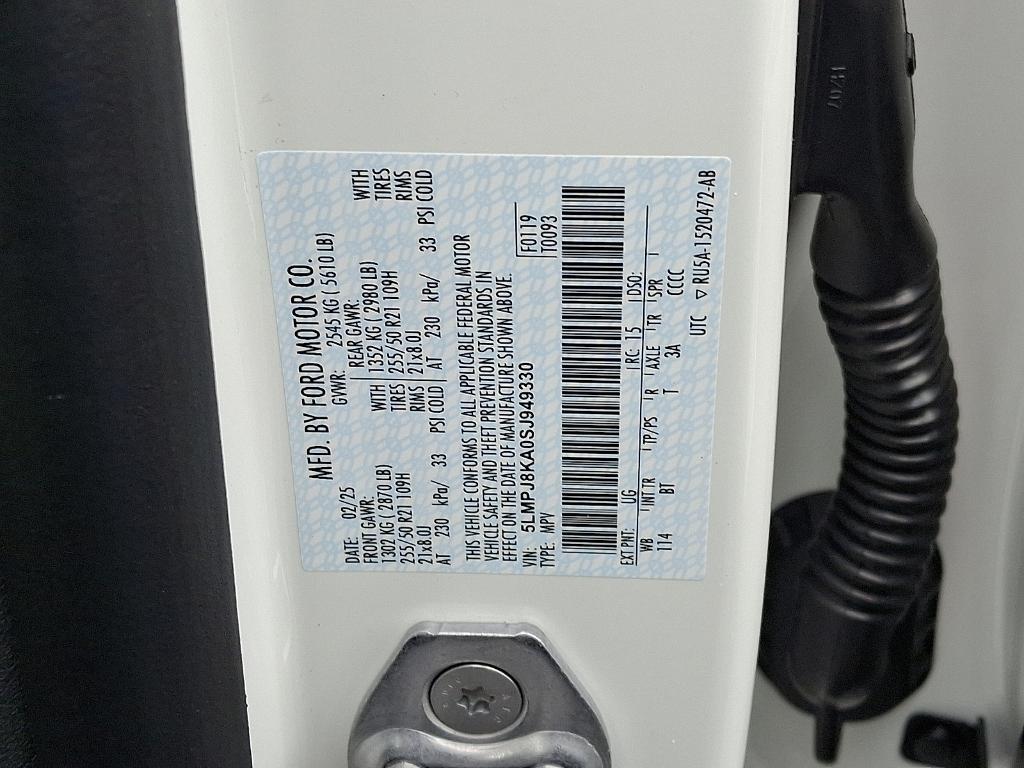 MFD. BY FORD MOTOR CO.
DATE: 02/25 GVWR: 2545 KG ( 5610 LB)
FRONT GAWR: REAR GAWR:
1302 KG ( 2870 LB) WITH 1352 KG ( 2980 LB) WITH
255/50 R21 109H TIRES 255/50 R21 109H TIRES
21x8.0J RIMS 21x8.0J RIMS
AT 230 kPa/ 33 PSI COLD AT 230 kPa/ 33 PSI COLD
THIS VEHICLE CONFORMS TO ALL APPLICABLE FEDERAL MOTOR
VEHICLE SAFETY AND THEFT PREVENTION STANDARDS IN
EFFECT ON THE DATE OF MANUFACTURE SHOWN ABOVE.
VIN: 5LMPJ8KA0SJ949330 F0119
TYPE: MPV T0093
EXT PNT: UG RC: 15 DSO:
WB INT TR TP/PS R AXLE TR SPR
114 BT T 3A CCCC
UTC ▽ RU5A-1520472-AB